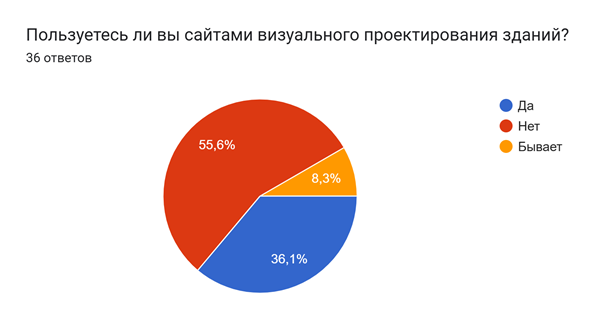 Пользуетесь ли вы сайтами визуального проектирования зданий?
36 ответов
Да
Нет
Бывает
55,6%
8,3%
36,1%